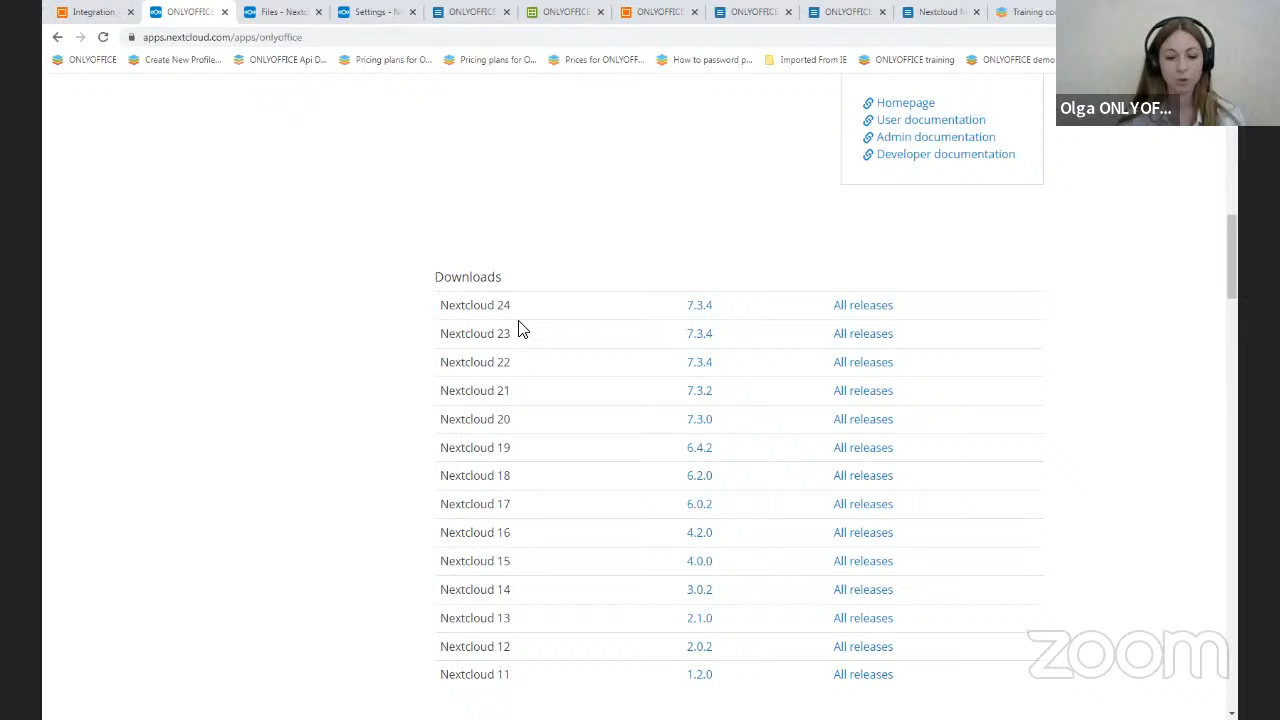 Integration
ONLYOFFICE
Files - Nextc
Settings - N
ONLYOFFIC
ONLYOFFIC
ONLYOFFIC
ONLYOFFIC
ONLYOFFIC
Nextcloud M
Training co
apps.nextcloud.com/apps/onlyoffice
ONLYOFFICE
Create New Profile...
ONLYOFFICE Api D...
Pricing plans for O...
Pricing plans for O...
Prices for ONLYOFF...
How to password p...
Imported From IE
ONLYOFFICE training
ONLYOFFICE demo
Olga ONLYOF...
Homepage
User documentation
Admin documentation
Developer documentation
Downloads
Nextcloud 24 7.3.4 All releases
Nextcloud 23 7.3.4 All releases
Nextcloud 22 7.3.4 All releases
Nextcloud 21 7.3.2 All releases
Nextcloud 20 7.3.0 All releases
Nextcloud 19 6.4.2 All releases
Nextcloud 18 6.2.0 All releases
Nextcloud 17 6.0.2 All releases
Nextcloud 16 4.2.0 All releases
Nextcloud 15 4.0.0 All releases
Nextcloud 14 3.0.2 All releases
Nextcloud 13 2.1.0 All releases
Nextcloud 12 2.0.2 All releases
Nextcloud 11 1.2.0 All releases
zoom